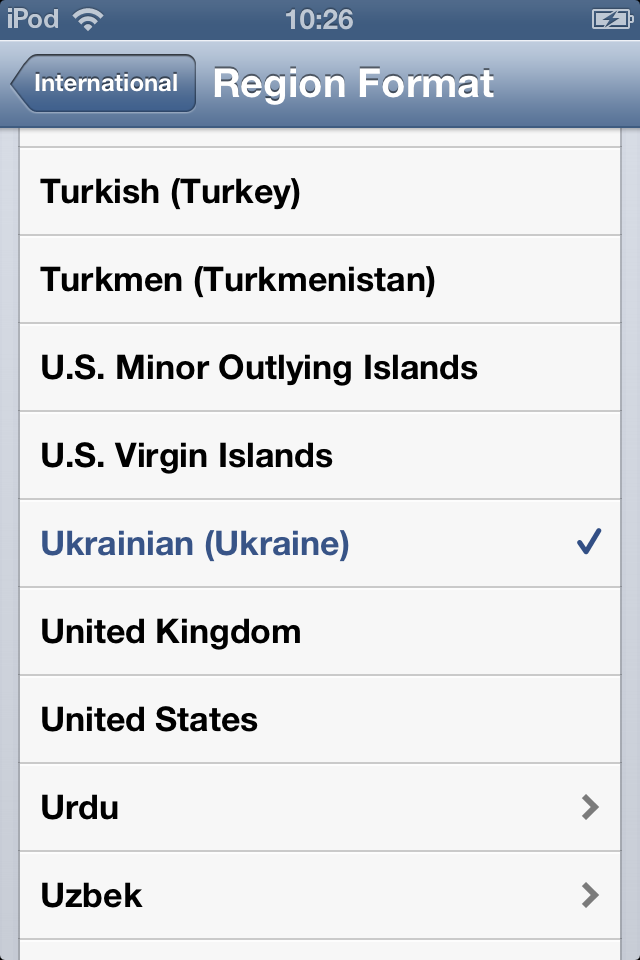 iPod 10:26
International Region Format
Turkish (Turkey)
Turkmen (Turkmenistan)
U.S. Minor Outlying Islands
U.S. Virgin Islands
Ukrainian (Ukraine)
United Kingdom
United States
Urdu
Uzbek